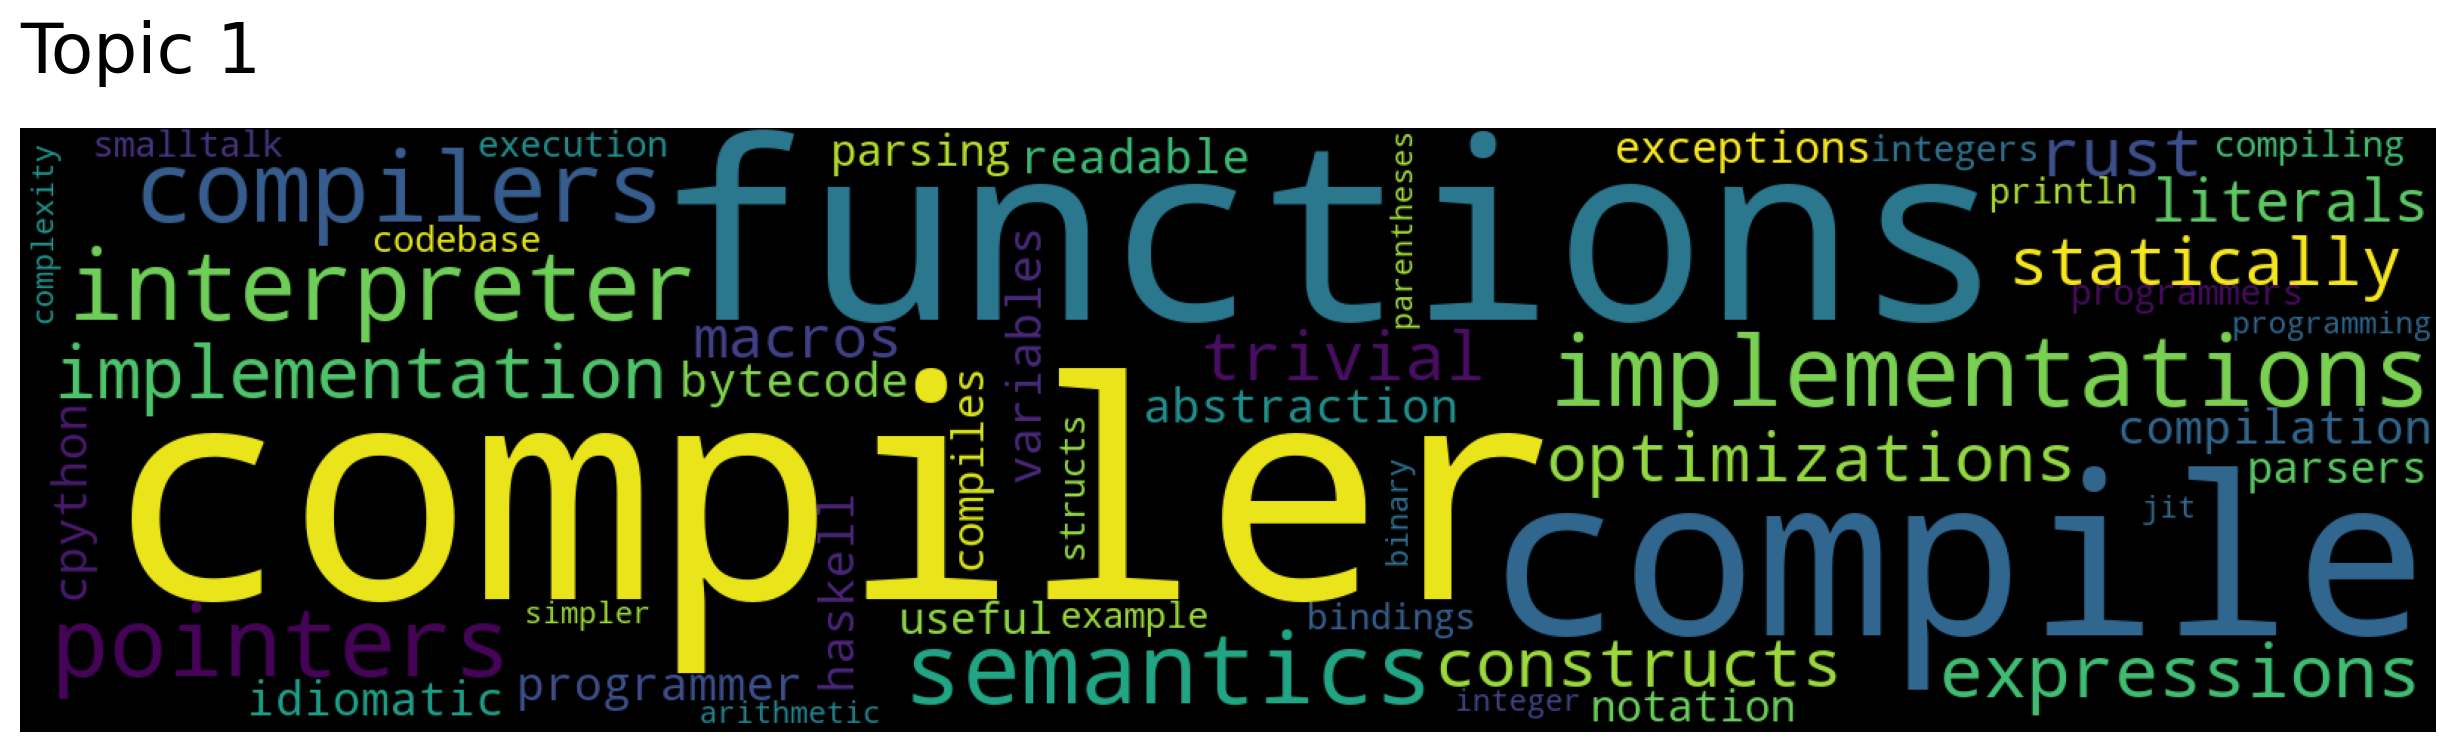 Topic 1
smalltalk
execution
parsing
readable
exceptions
integers
rust
compiling
complexity
compilers
functions
parentheses
println
literals
codebase
interpreter
variables
statically
programmers
programming
macros
trivial
implementations
implementation
bytecode
compiles
abstraction
compilation
cpython
compiler
structs
optimizations
parsers
binary
jit
compile
haskell
pointers
simpler
useful
example
bindings
semantics
constructs
expressions
idiomatic
programmer
arithmetic
integer
notation